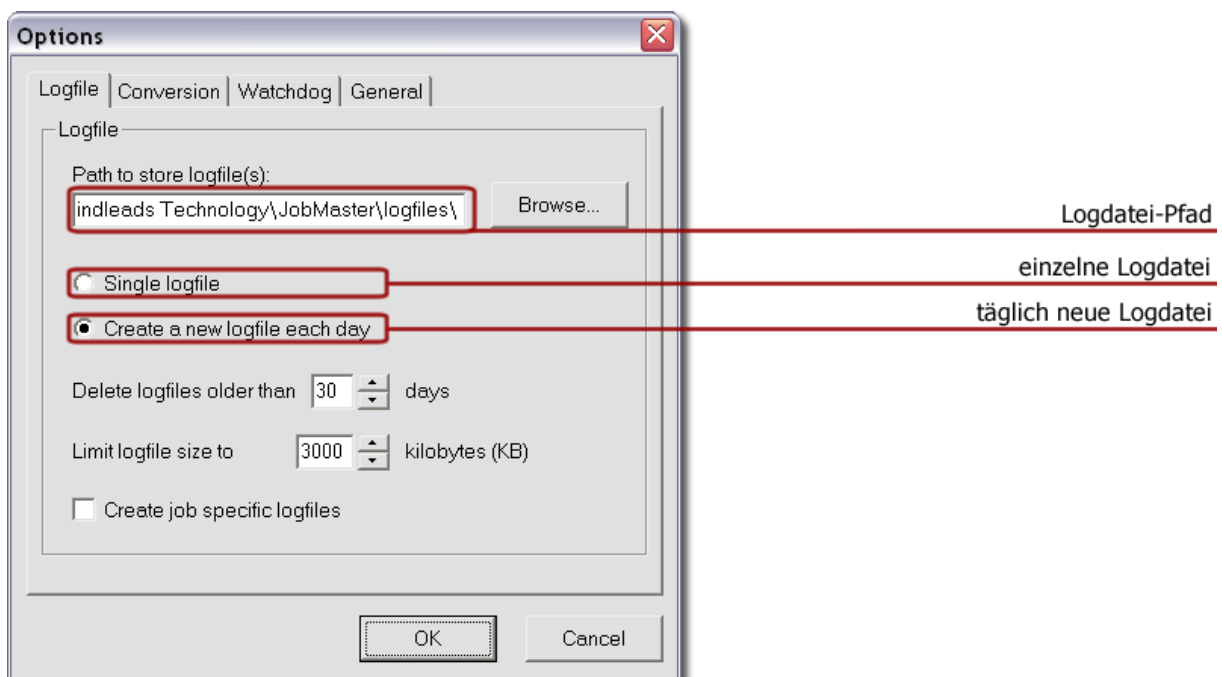 Options
Logfile Conversion Watchdog General
Logfile
Path to store logfile(s):
indleads Technology\JobMaster\logfiles\ Browse...
Logdatei-Pfad
Single logfile
einzelne Logdatei
Create a new logfile each day
täglich neue Logdatei
Delete logfiles older than 30 days
Limit logfile size to 3000 kilobytes (KB)
Create job specific logfiles
OK Cancel